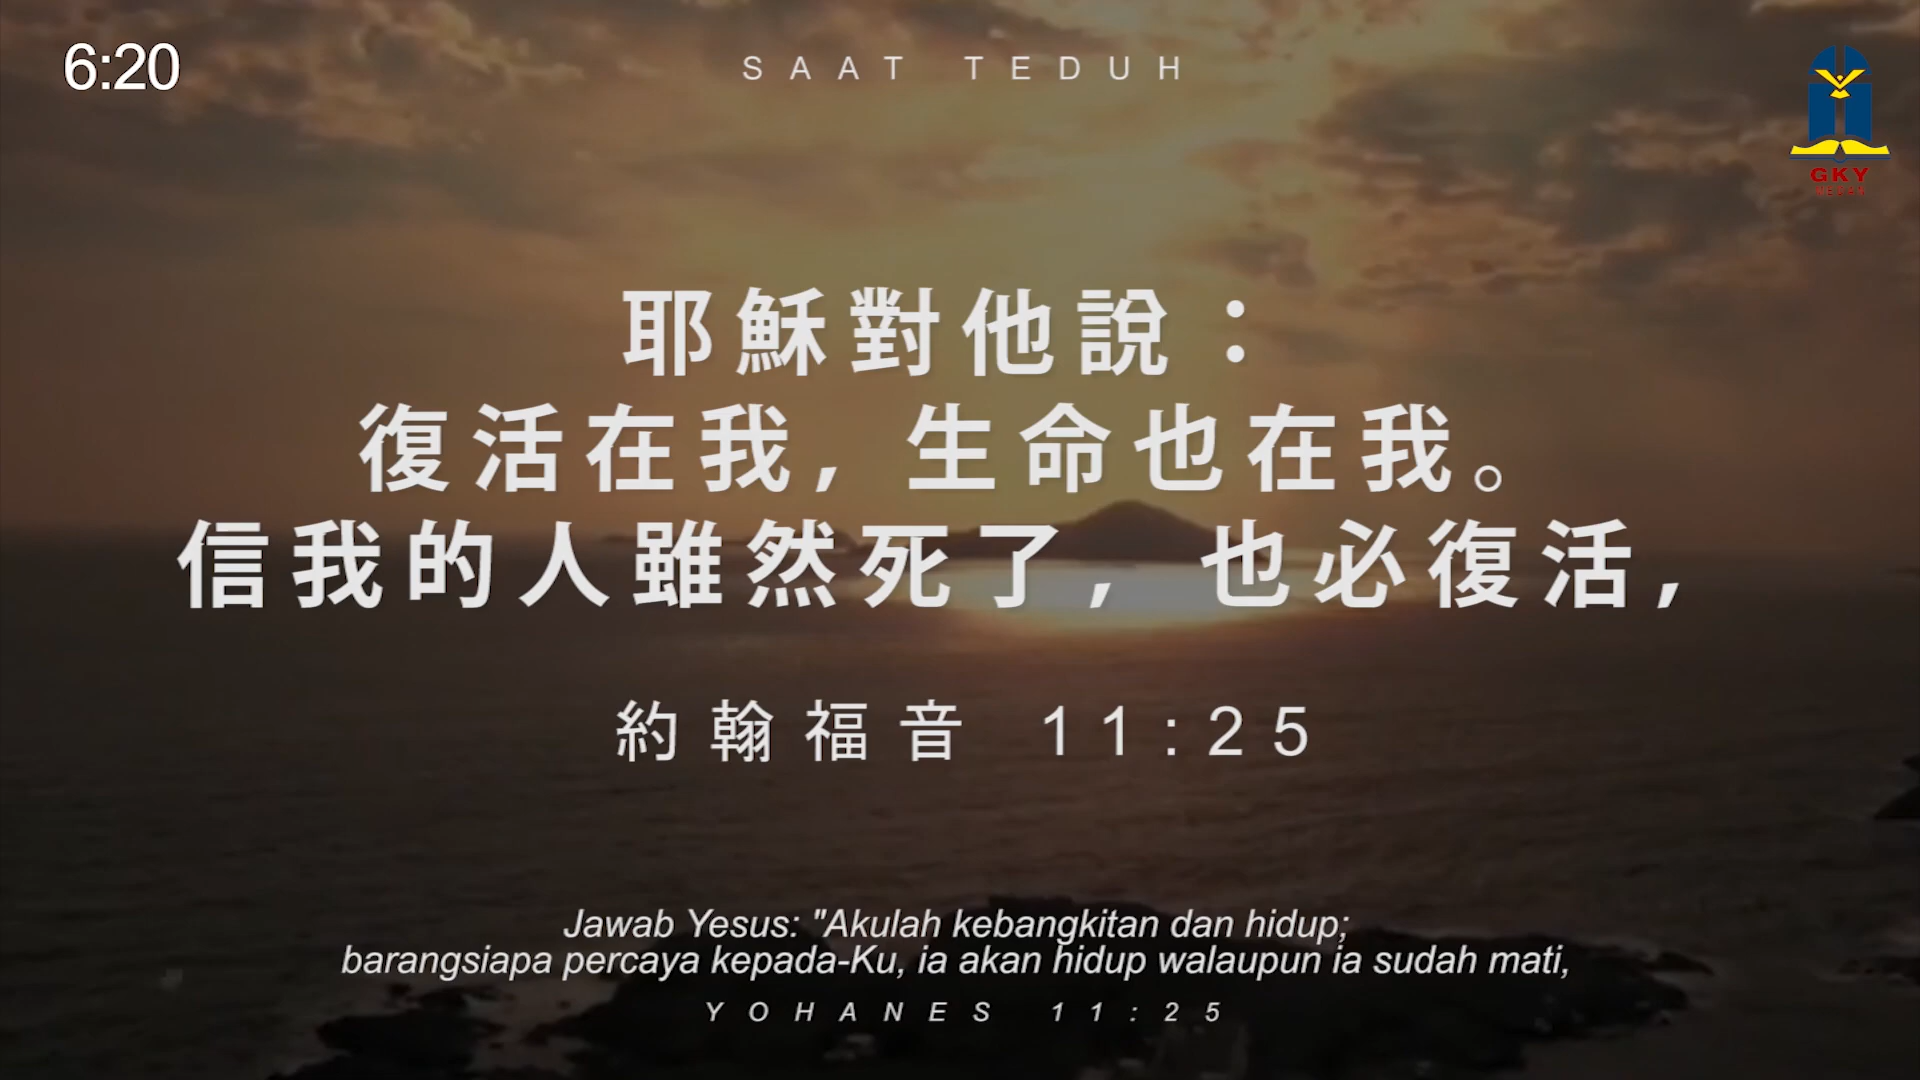 6:20
SAAT TEDUH
GKY
MEDAN
耶穌對他說：
復活在我，生命也在我。
信我的人雖然死了，也必復活，
約翰福音 11:25
Jawab Yesus: "Akulah kebangkitan dan hidup;
barangsiapa percaya kepada-Ku, ia akan hidup walaupun ia sudah mati,
YOHANES 11:25